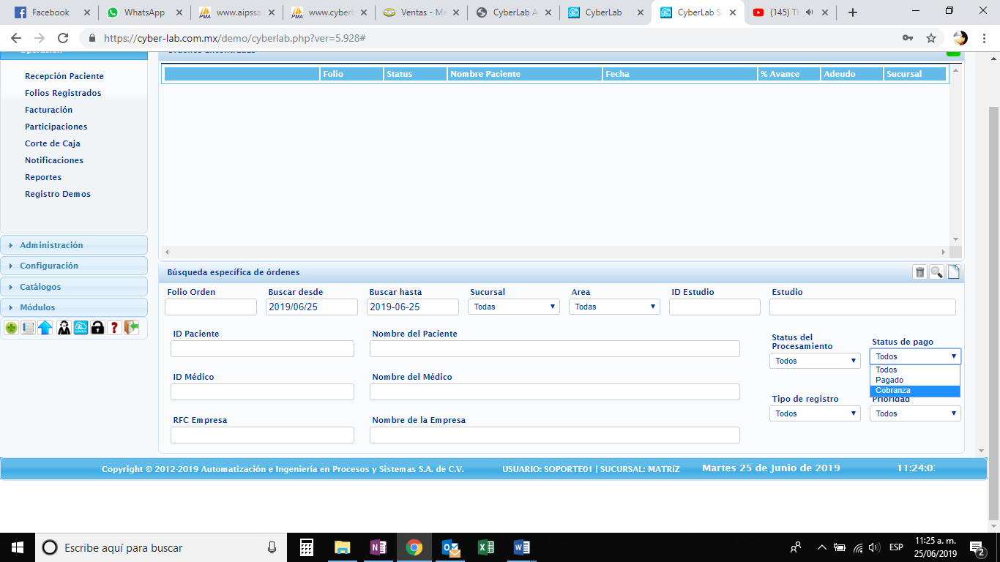 Facebook
WhatsApp
www.aipssa
www.cyberl
Ventas - Me
CyberLab A
CyberLab
CyberLab S
(145) Th
https://cyber-lab.com.mx/demo/cyberlab.php?ver=5.928#
Recepción Paciente
Folios Registrados
Facturación
Participaciones
Corte de Caja
Notificaciones
Reportes
Registro Demos
Administración
Configuración
Catálogos
Módulos
Folio Status Nombre Paciente Fecha % Avance Adeudo Sucursal
Búsqueda específica de órdenes
Folio Orden Buscar desde Buscar hasta Sucursal Area ID Estudio Estudio
2019/06/25 2019-06-25 Todas Todas
ID Paciente Nombre del Paciente
Status del
Procesamiento
Todos
Status de pago
Todos
Todos
Pagado
Cobranza
ID Médico Nombre del Médico
Tipo de registro Prioridad
Todos Todos
RFC Empresa Nombre de la Empresa
Copyright © 2012-2019 Automatización e Ingeniería en Procesos y Sistemas S.A. de C.V. USUARIO: SOPORTE01 | SUCURSAL: MATRíZ Martes 25 de Junio de 2019
Escribe aquí para buscar
ESP
11:25 a. m.
25/06/2019
2